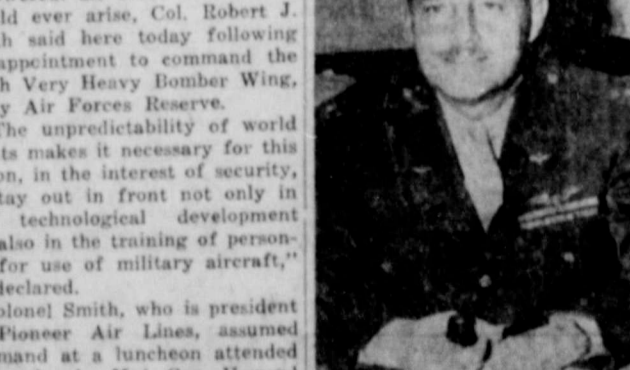 ld ever arise, Col. Robert J.
h said here today following
appointment to command the
h Very Heavy Bomber Wing,
y Air Forces Reserve.
The unpredictability of world
ts makes it necessary for this
on, in the interest of security,
tay out in front not only in
technological development
also in the training of person-
for use of military aircraft,"
declared.
olonel Smith, who is president
Pioneer Air Lines, assumed
mand at a luncheon attended